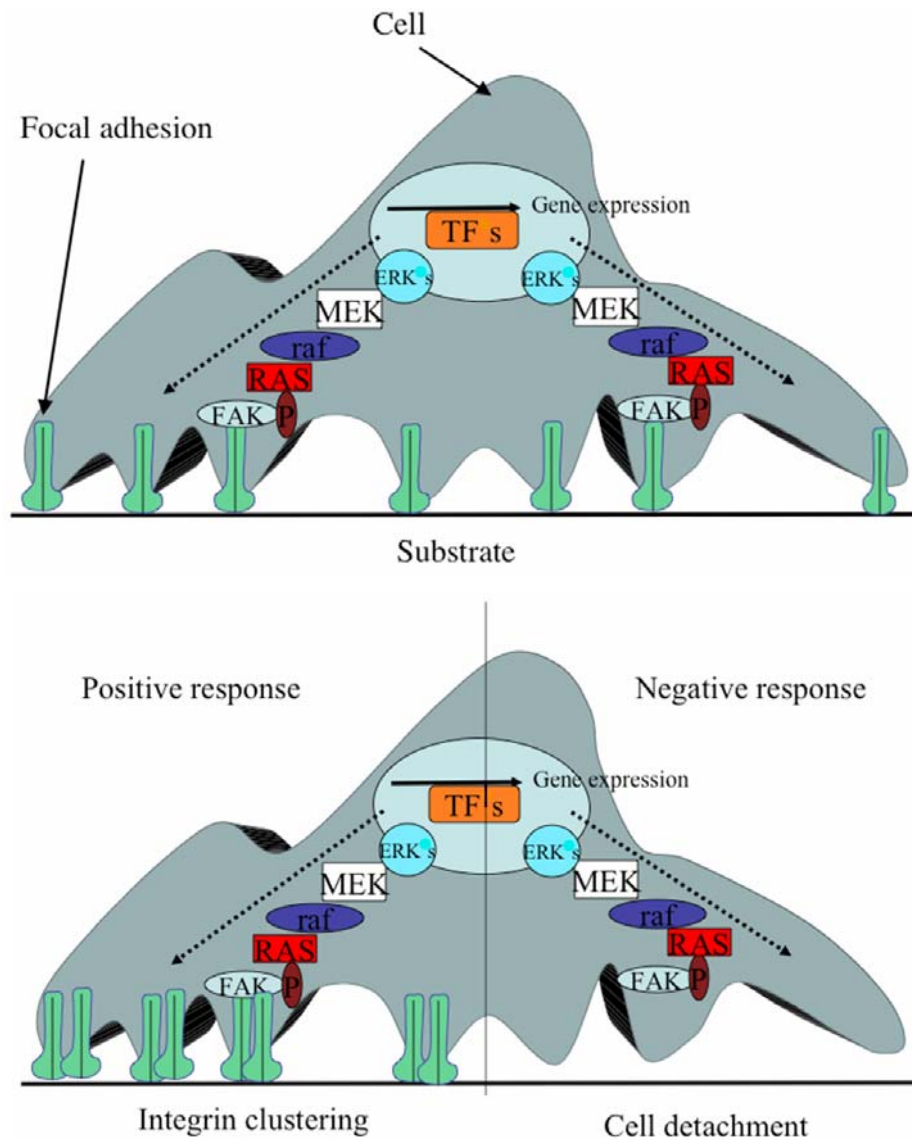 Cell
Focal adhesion
Gene expression
TF's
ERK's
ERK's
MEK
MEK
raf
raf
RAS
RAS
FAK
P
FAK
P
Substrate
Positive response
Negative response
Gene expression
TF's
ERK's
ERK's
MEK
MEK
raf
raf
RAS
RAS
FAK
P
FAK
P
Integrin clustering
Cell detachment